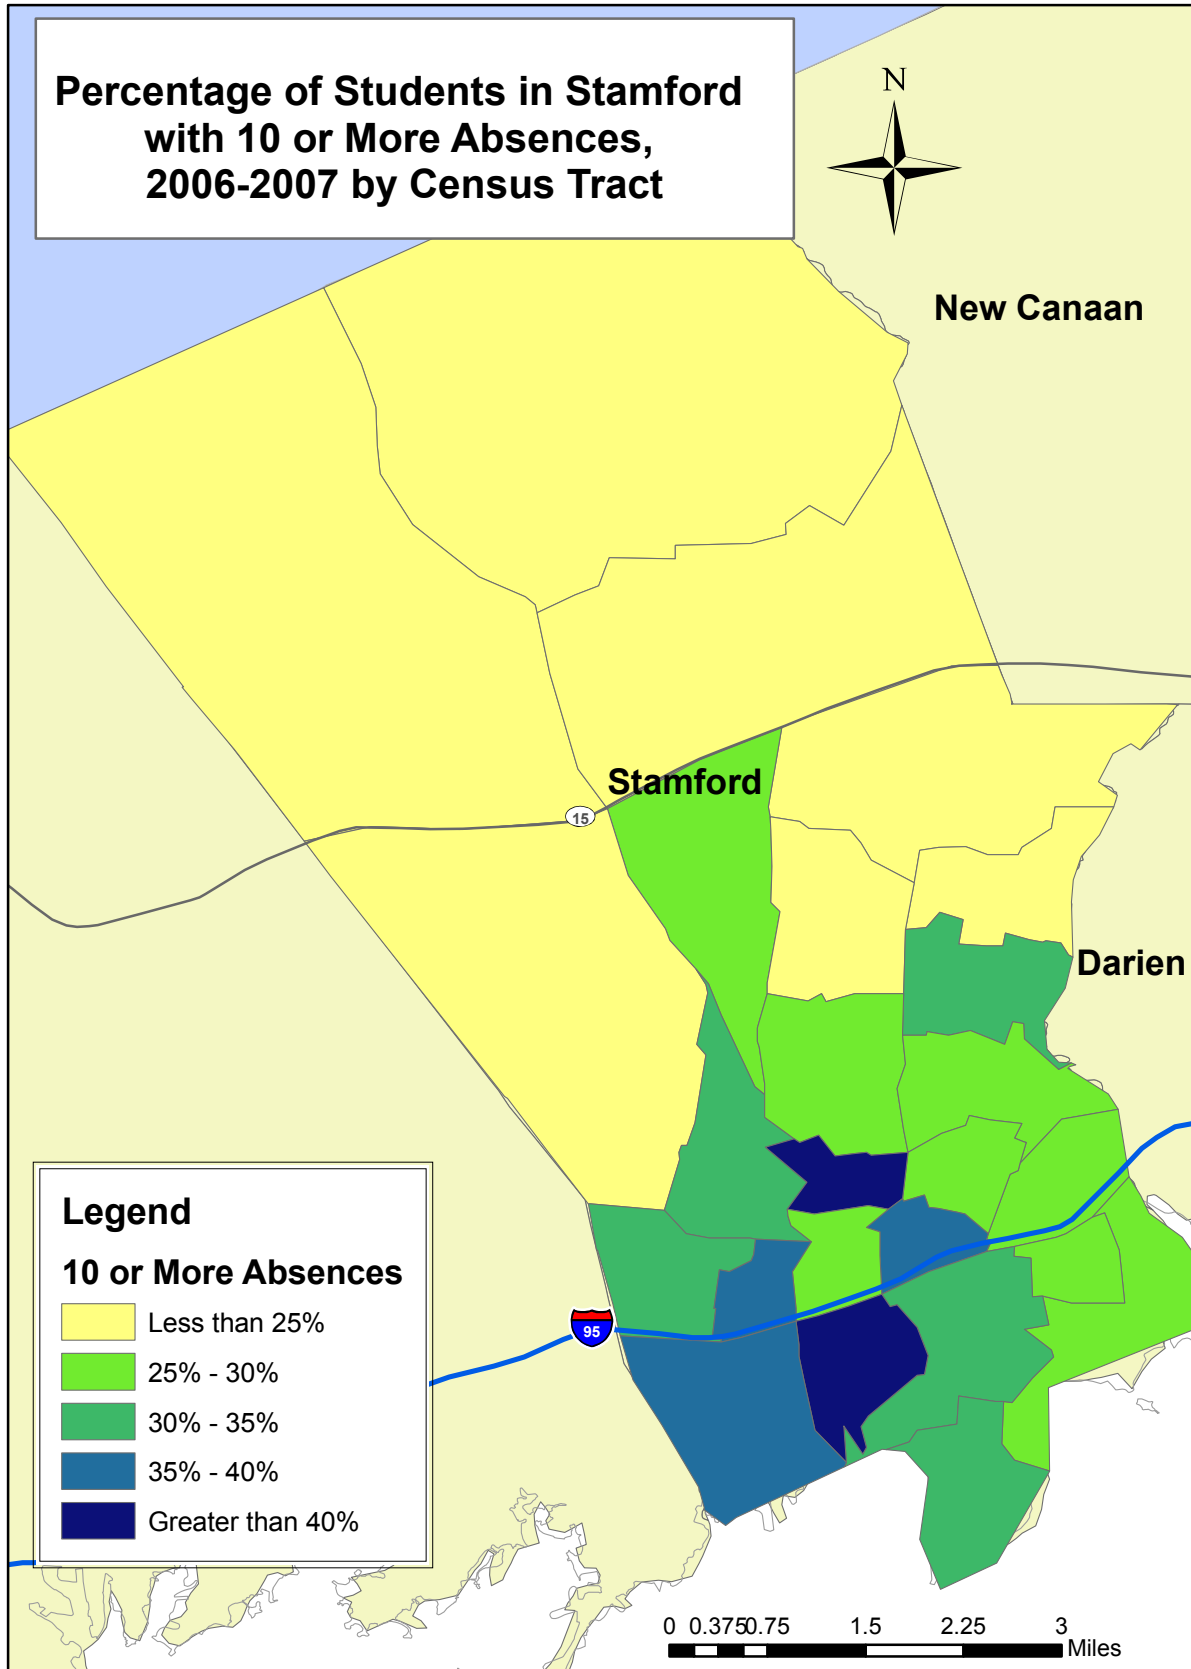 Percentage of Students in Stamford
with 10 or More Absences,
2006-2007 by Census Tract
N
New Canaan
Stamford
15
Darien
Legend
10 or More Absences
Less than 25%
25% - 30%
30% - 35%
35% - 40%
Greater than 40%
95
0 0.375 0.75 1.5 2.25 3
Miles